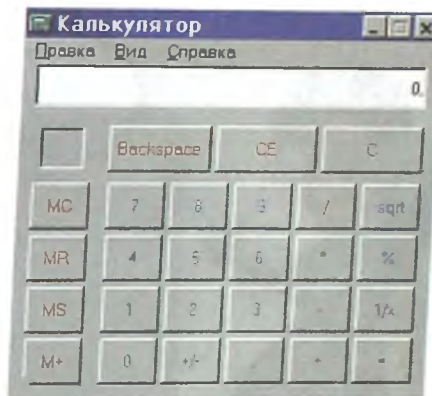 Калькулятор
Правка Вид Справка
0.
Backspace CE C
MC 7 8 9 / sqrt
MR 4 5 6 * %
MS 1 2 3 - 1/x
M+ 0 +/- . + =